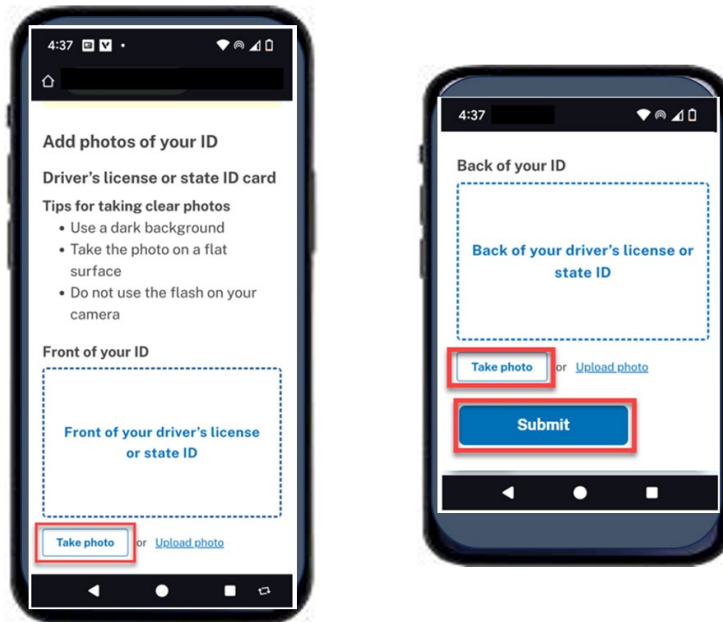 4:37
Add photos of your ID
Driver's license or state ID card
Tips for taking clear photos
• Use a dark background
• Take the photo on a flat
surface
• Do not use the flash on your
camera
Front of your ID
Front of your driver's license
or state ID
Take photo or Upload photo
4:37
Back of your ID
Back of your driver's license or
state ID
Take photo or Upload photo
Submit